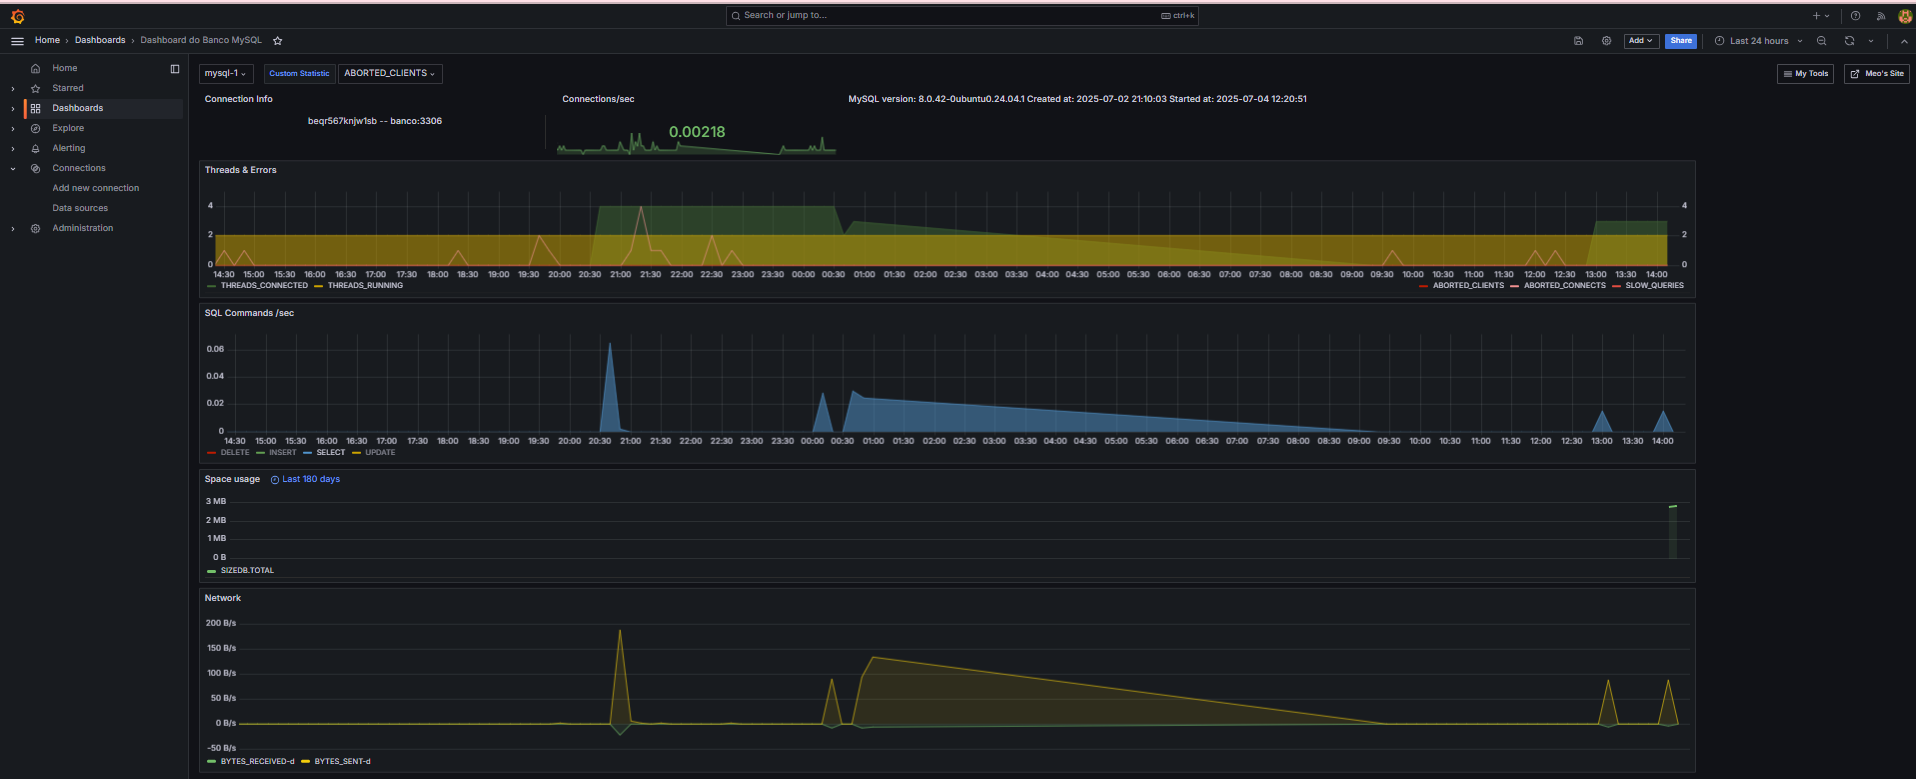 Search or jump to...
ctrl+k
Home › Dashboards › Dashboard do Banco MySQL
Add
Share
Last 24 hours
Home
Starred
Dashboards
Explore
Alerting
Connections
Add new connection
Data sources
Administration
mysql-1
Custom Statistic
ABORTED_CLIENTS
My Tools
Meo's Site
Connection Info
beqr567knjw1sb -- banco:3306
Connections/sec
0.00218
MySQL version: 8.0.42-0ubuntu0.24.04.1 Created at: 2025-07-02 21:10:03 Started at: 2025-07-04 12:20:51
Threads & Errors
4
2
0
4
2
0
14:30 15:00 15:30 16:00 16:30 17:00 17:30 18:00 18:30 19:00 19:30 20:00 20:30 21:00 21:30 22:00 22:30 23:00 23:30 00:00 00:30 01:00 01:30 02:00 02:30 03:00 03:30 04:00 04:30 05:00 05:30 06:00 06:30 07:00 07:30 08:00 08:30 09:00 09:30 10:00 10:30 11:00 11:30 12:00 12:30 13:00 13:30 14:00
THREADS_CONNECTED THREADS_RUNNING
ABORTED_CLIENTS ABORTED_CONNECTS SLOW_QUERIES
SQL Commands /sec
0.06
0.04
0.02
0
14:30 15:00 15:30 16:00 16:30 17:00 17:30 18:00 18:30 19:00 19:30 20:00 20:30 21:00 21:30 22:00 22:30 23:00 23:30 00:00 00:30 01:00 01:30 02:00 02:30 03:00 03:30 04:00 04:30 05:00 05:30 06:00 06:30 07:00 07:30 08:00 08:30 09:00 09:30 10:00 10:30 11:00 11:30 12:00 12:30 13:00 13:30 14:00
DELETE INSERT SELECT UPDATE
Space usage
Last 180 days
3 MB
2 MB
1 MB
0 B
SIZEDB.TOTAL
Network
200 B/s
150 B/s
100 B/s
50 B/s
0 B/s
-50 B/s
BYTES_RECEIVED-d BYTES_SENT-d